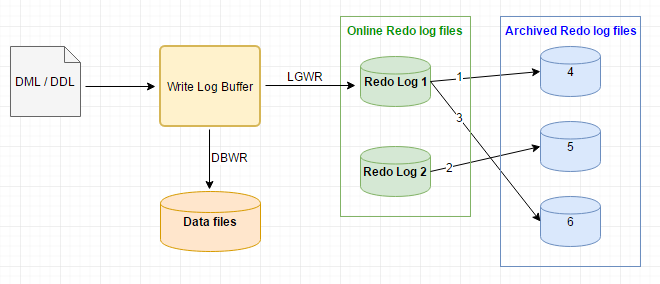 Online Redo log files
Archived Redo log files
DML / DDL
Write Log Buffer
LGWR
Redo Log 1
1
4
3
DBWR
Redo Log 2
2
5
Data files
6